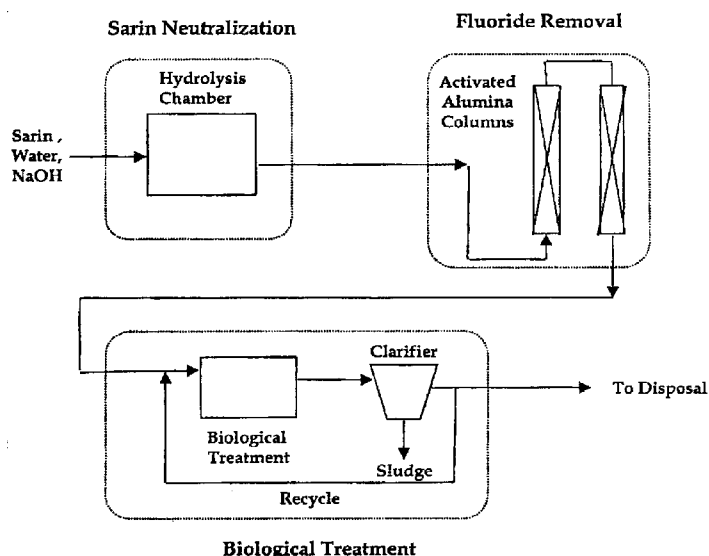 Sarin Neutralization
Fluoride Removal
Hydrolysis
Chamber
Activated
Alumina
Columns
Sarin ,
Water,
NaOH
Clarifier
To Disposal
Biological
Treatment
Sludge
Recycle
Biological Treatment